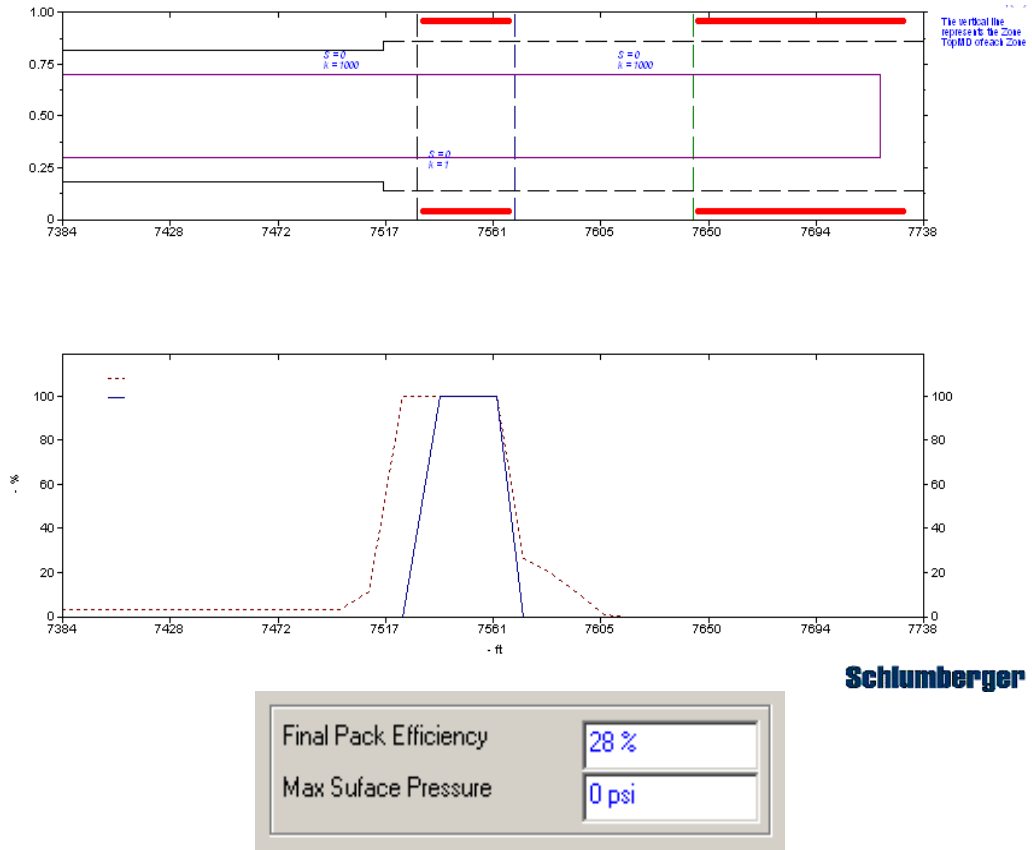 1.00
0.75
0.50
0.25
0
The vertical line
represents the Zone
TopMD of each Zone
S = 0
k = 1000
S = 0
k = 1000
S = 0
k = 1
7384 7428 7472 7517 7561 7605 7650 7694 7738
100 100
80 80
60 60
40 40
20 20
0 0
- %
7384 7428 7472 7517 7561 7605 7650 7694 7738
- ft
Schlumberger
Final Pack Efficiency 28 %
Max Suface Pressure 0 psi